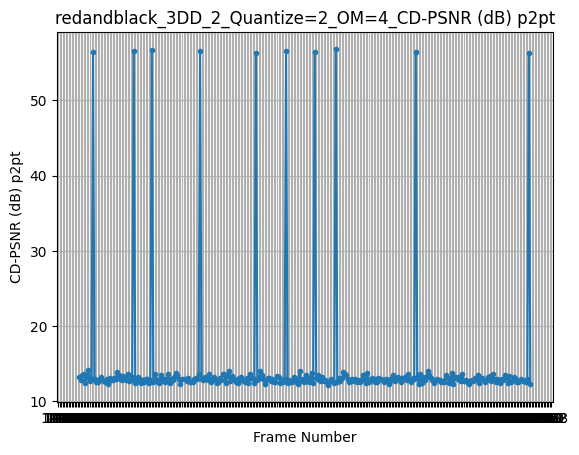 redandblack_3DD_2_Quantize=2_OM=4_CD-PSNR (dB) p2pt
50
40
30
20
10
CD-PSNR (dB) p2pt
Frame Number